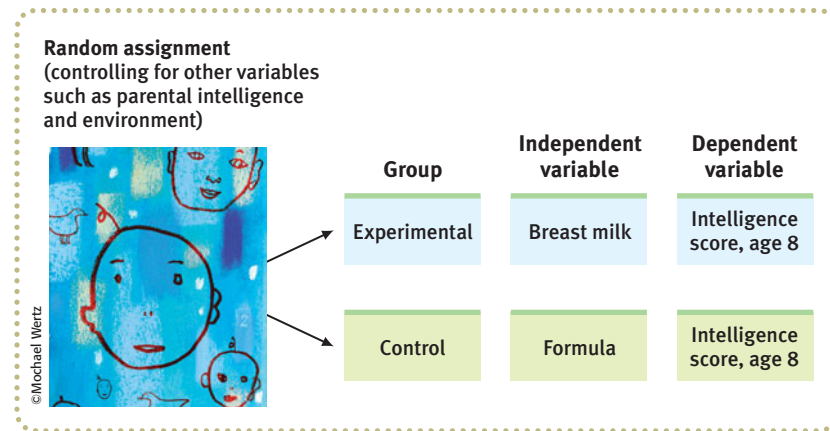 Random assignment
(controlling for other variables
such as parental intelligence
and environment)
Group
Independent
variable
Dependent
variable
Experimental
Breast milk
Intelligence
score, age 8
Control
Formula
Intelligence
score, age 8
©Mochael Wertz